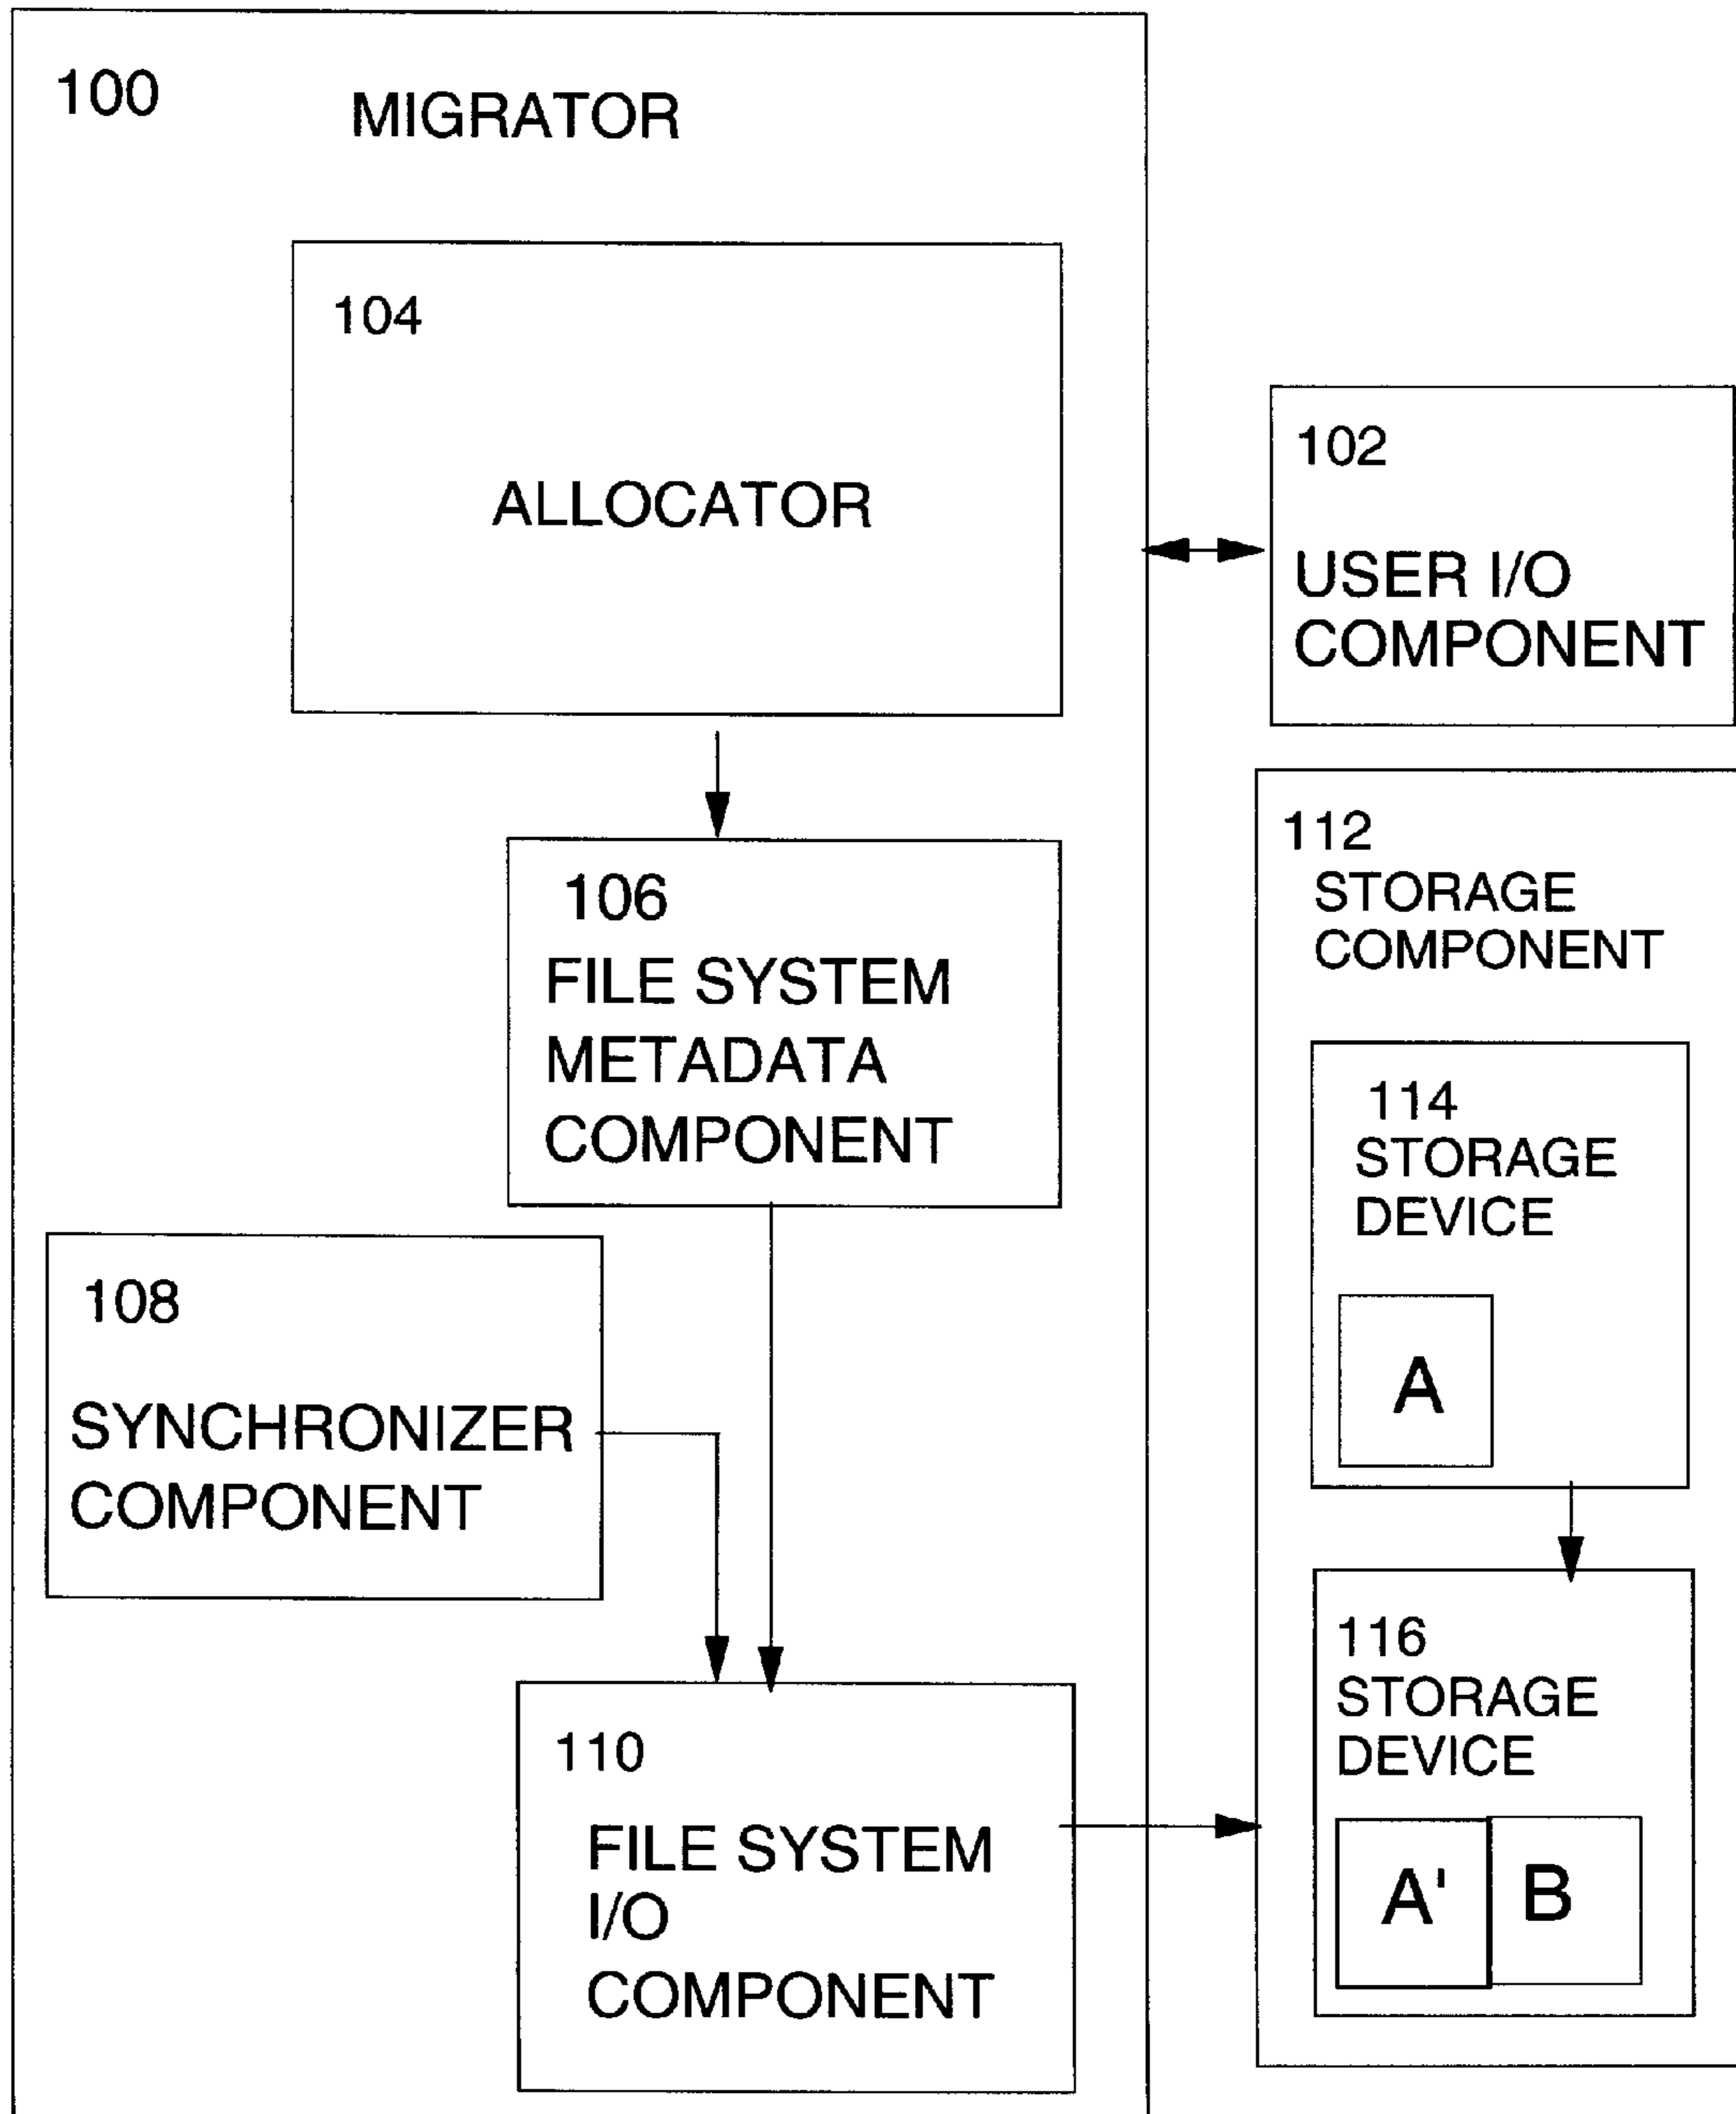 100
MIGRATOR
104
ALLOCATOR
102
USER I/O
COMPONENT
106
FILE SYSTEM
METADATA
COMPONENT
108
SYNCHRONIZER
COMPONENT
110
FILE SYSTEM
I/O
COMPONENT
112
STORAGE
COMPONENT
114
STORAGE
DEVICE
A
116
STORAGE
DEVICE
A' B